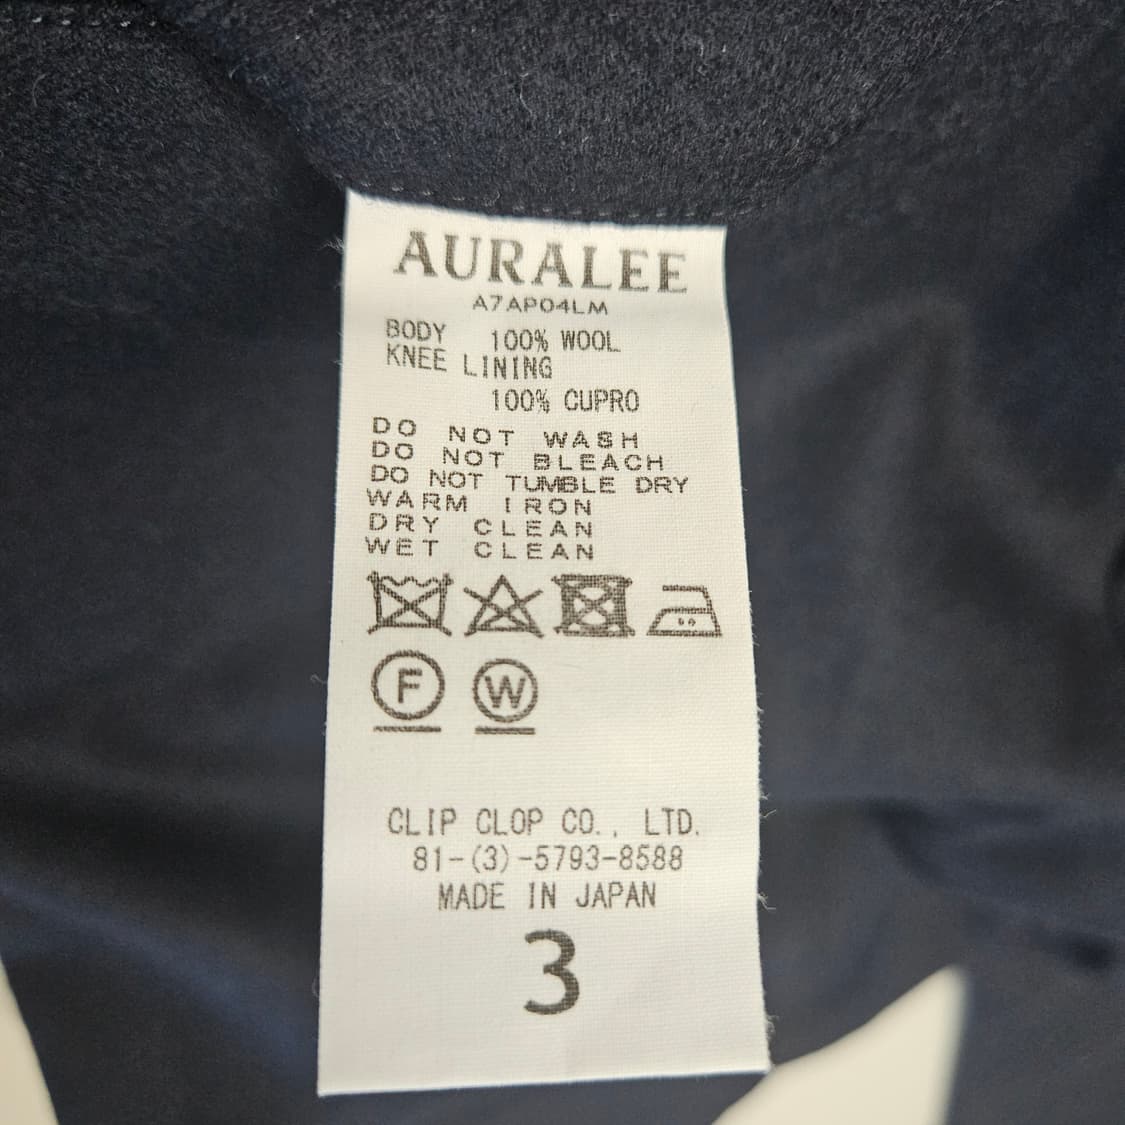 AURALEE
A7AP04LM
BODY 100% WOOL
KNEE LINING
100% CUPRO
DO NOT WASH
DO NOT BLEACH
DO NOT TUMBLE DRY
WARM IRON
DRY CLEAN
WET CLEAN
F W
CLIP CLOP CO., LTD.
81-(3)-5793-8588
MADE IN JAPAN
3